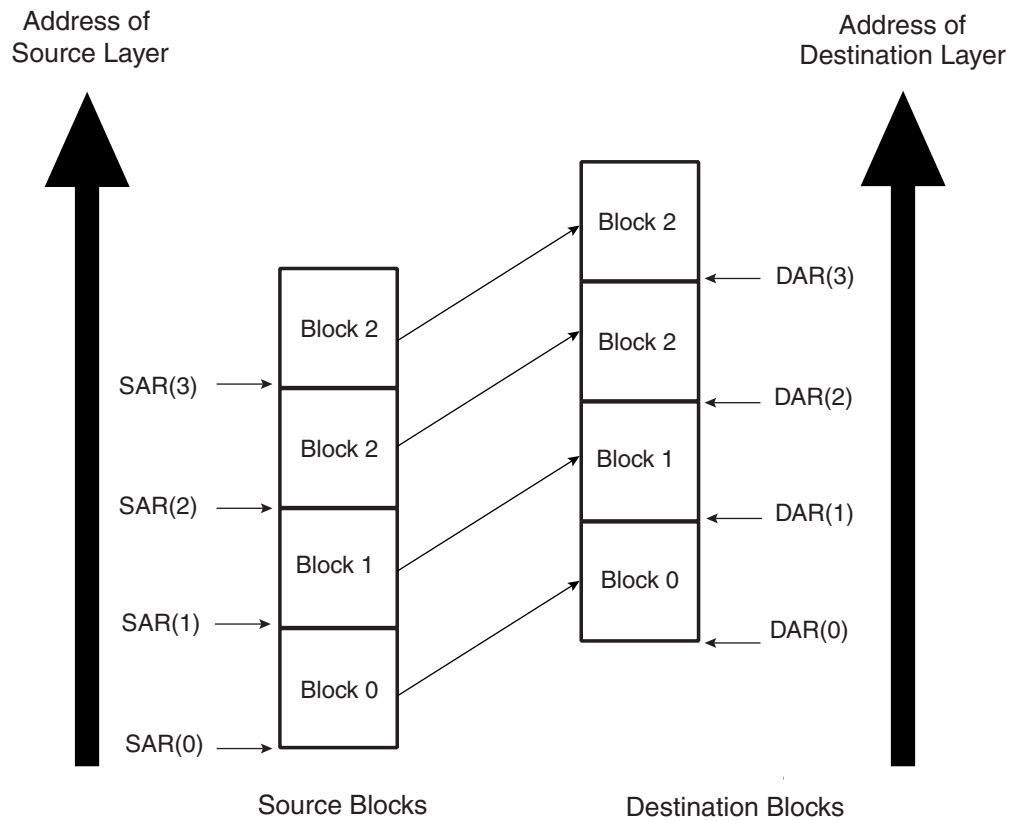 Address of
Source Layer
Address of
Destination Layer
Block 2
Block 2
DAR(3)
Block 2
Block 2
SAR(3)
DAR(2)
Block 2
Block 1
SAR(2)
DAR(1)
Block 1
Block 0
SAR(1)
DAR(0)
Block 0
SAR(0)
Source Blocks
Destination Blocks